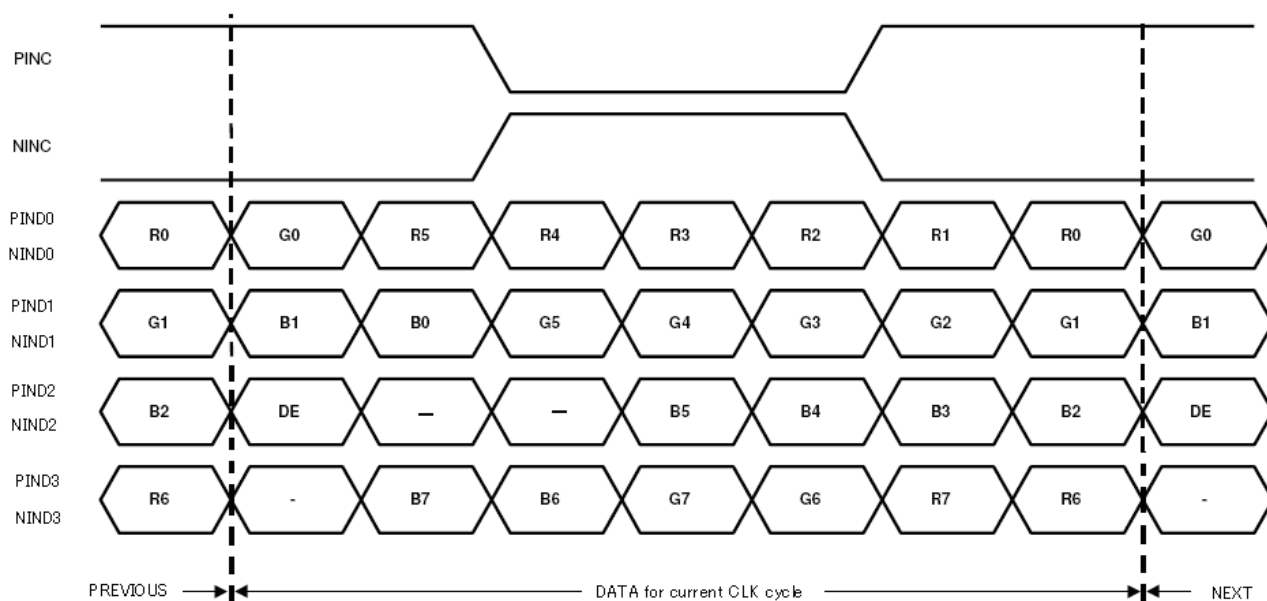 PINC
NINC
PIND0
NIND0
R0 G0 R5 R4 R3 R2 R1 R0 G0
PIND1
NIND1
G1 B1 B0 G5 G4 G3 G2 G1 B1
PIND2
NIND2
B2 DE — — B5 B4 B3 B2 DE
PIND3
NIND3
R6 - B7 B6 G7 G6 R7 R6 -
PREVIOUS DATA for current CLK cycle NEXT